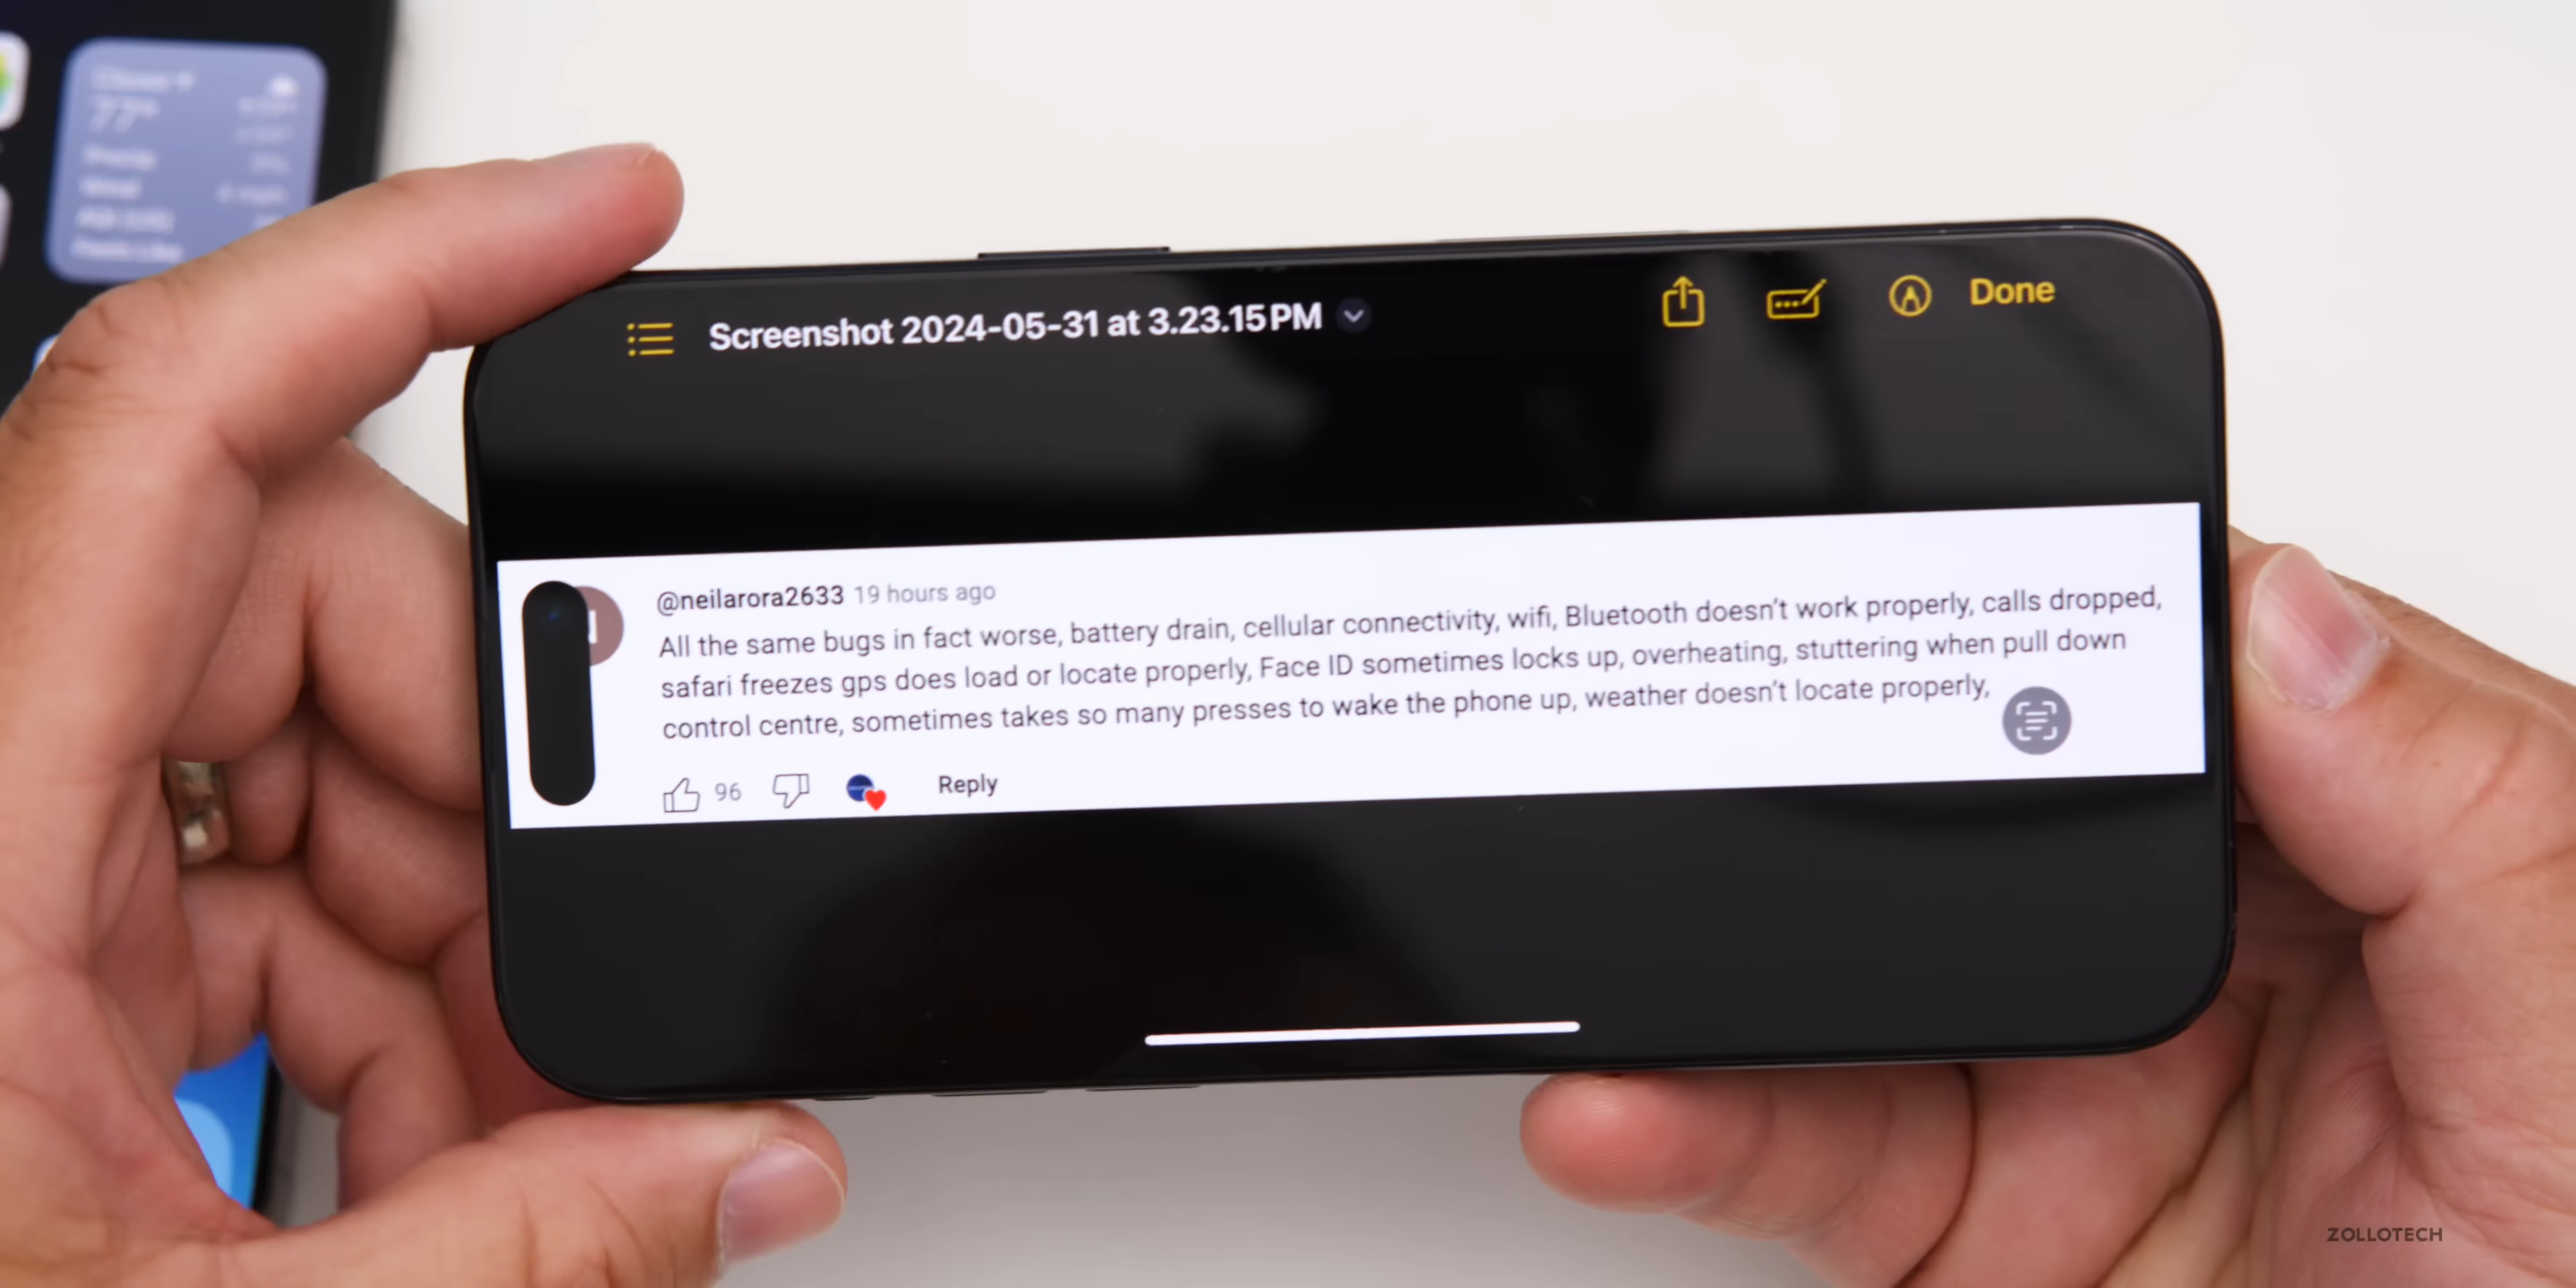 77°
Screenshot 2024-05-31 at 3.23.15 PM
Done
@neilarora2633 19 hours ago
All the same bugs in fact worse, battery drain, cellular connectivity, wifi, Bluetooth doesn't work properly, calls dropped,
safari freezes gps does load or locate properly, Face ID sometimes locks up, overheating, stuttering when pull down
control centre, sometimes takes so many presses to wake the phone up, weather doesn't locate properly,
96
Reply
ZOLLOTECH